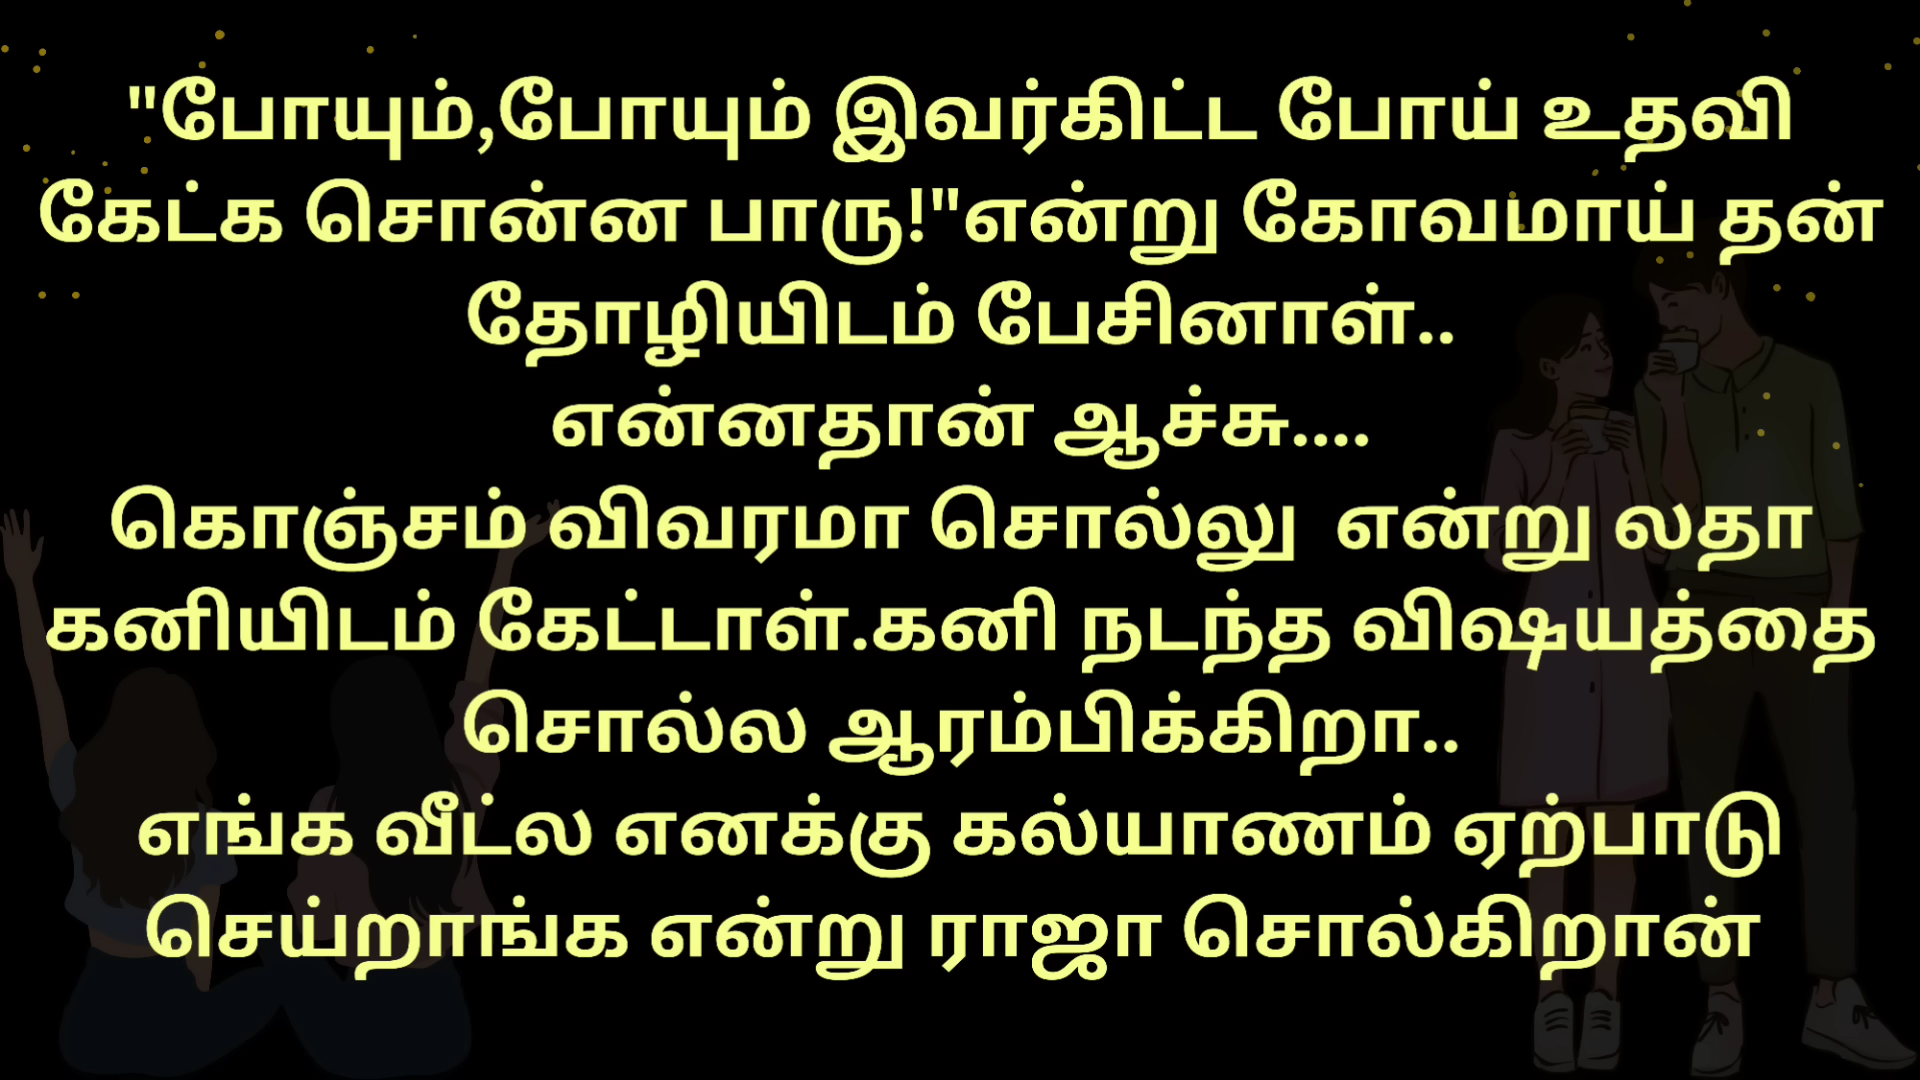 "போயும்,போயும் இவர்கிட்ட போய் உதவி
கேட்க சொன்ன பாரு!"என்று கோவமாய் தன்
தோழியிடம் பேசினாள்..
என்னதான் ஆச்சு....
கொஞ்சம் விவரமா சொல்லு  என்று லதா
கனியிடம் கேட்டாள்.கனி நடந்த விஷயத்தை
சொல்ல ஆரம்பிக்கிறா..
எங்க வீட்ல எனக்கு கல்யாணம் ஏற்பாடு
செய்றாங்க என்று ராஜா சொல்கிறான்